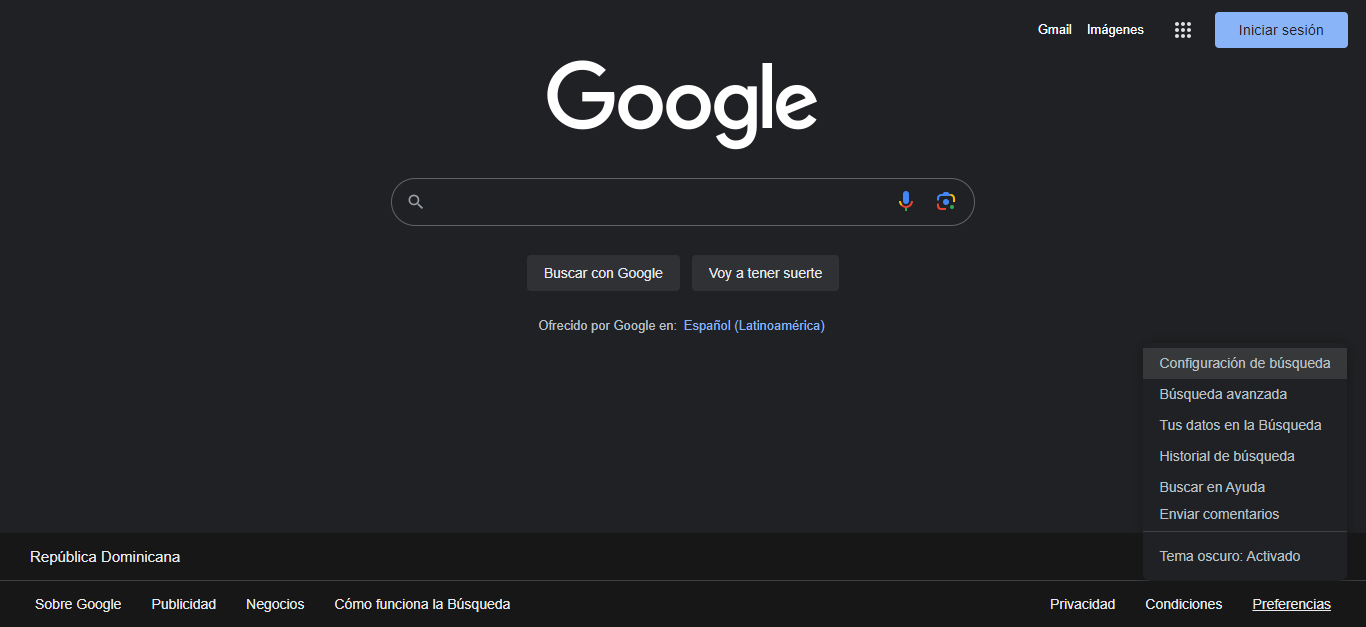 Gmail Imágenes Iniciar sesión
Google
Buscar con Google Voy a tener suerte
Ofrecido por Google en: Español (Latinoamérica)
Configuración de búsqueda
Búsqueda avanzada
Tus datos en la Búsqueda
Historial de búsqueda
Buscar en Ayuda
Enviar comentarios
Tema oscuro: Activado
República Dominicana
Sobre Google Publicidad Negocios Cómo funciona la Búsqueda Privacidad Condiciones Preferencias